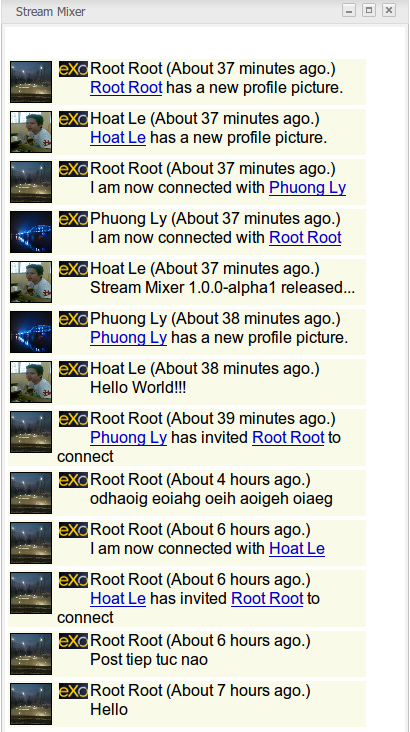 Stream Mixer
eXo Root Root (About 37 minutes ago.)
Root Root has a new profile picture.
eXo Hoat Le (About 37 minutes ago.)
Hoat Le has a new profile picture.
eXo Root Root (About 37 minutes ago.)
I am now connected with Phuong Ly
eXo Phuong Ly (About 37 minutes ago.)
I am now connected with Root Root
eXo Hoat Le (About 37 minutes ago.)
Stream Mixer 1.0.0-alpha1 released...
eXo Phuong Ly (About 38 minutes ago.)
Phuong Ly has a new profile picture.
eXo Hoat Le (About 38 minutes ago.)
Hello World!!!
eXo Root Root (About 39 minutes ago.)
Phuong Ly has invited Root Root to
connect
eXo Root Root (About 4 hours ago.)
odhaoig eoiahg oeih aoigeh oiaeg
eXo Root Root (About 6 hours ago.)
I am now connected with Hoat Le
eXo Root Root (About 6 hours ago.)
Hoat Le has invited Root Root to
connect
eXo Root Root (About 6 hours ago.)
Post tiep tuc nao
eXo Root Root (About 7 hours ago.)
Hello